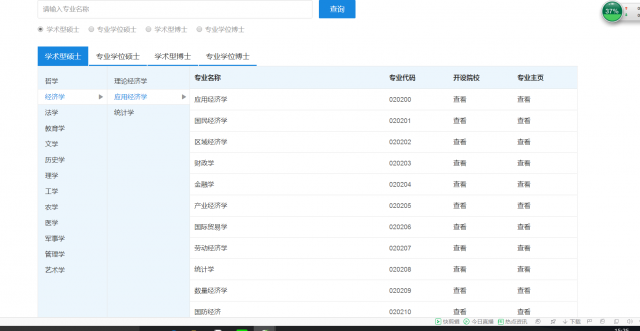 请输入专业名称 查询
学术型硕士 专业学位硕士 学术型博士 专业学位博士
37%
学术型硕士 专业学位硕士 学术型博士 专业学位博士
哲学
经济学
法学
教育学
文学
历史学
理学
工学
农学
医学
军事学
管理学
艺术学
理论经济学
应用经济学
统计学
专业名称 专业代码 开设院校 专业主页
应用经济学 020200 查看 查看
国民经济学 020201 查看 查看
区域经济学 020202 查看 查看
财政学 020203 查看 查看
金融学 020204 查看 查看
产业经济学 020205 查看 查看
国际贸易学 020206 查看 查看
劳动经济学 020207 查看 查看
统计学 020208 查看 查看
数量经济学 020209 查看 查看
国防经济 020210 查看 查看
快剪辑 今日直播 热点资讯 下载